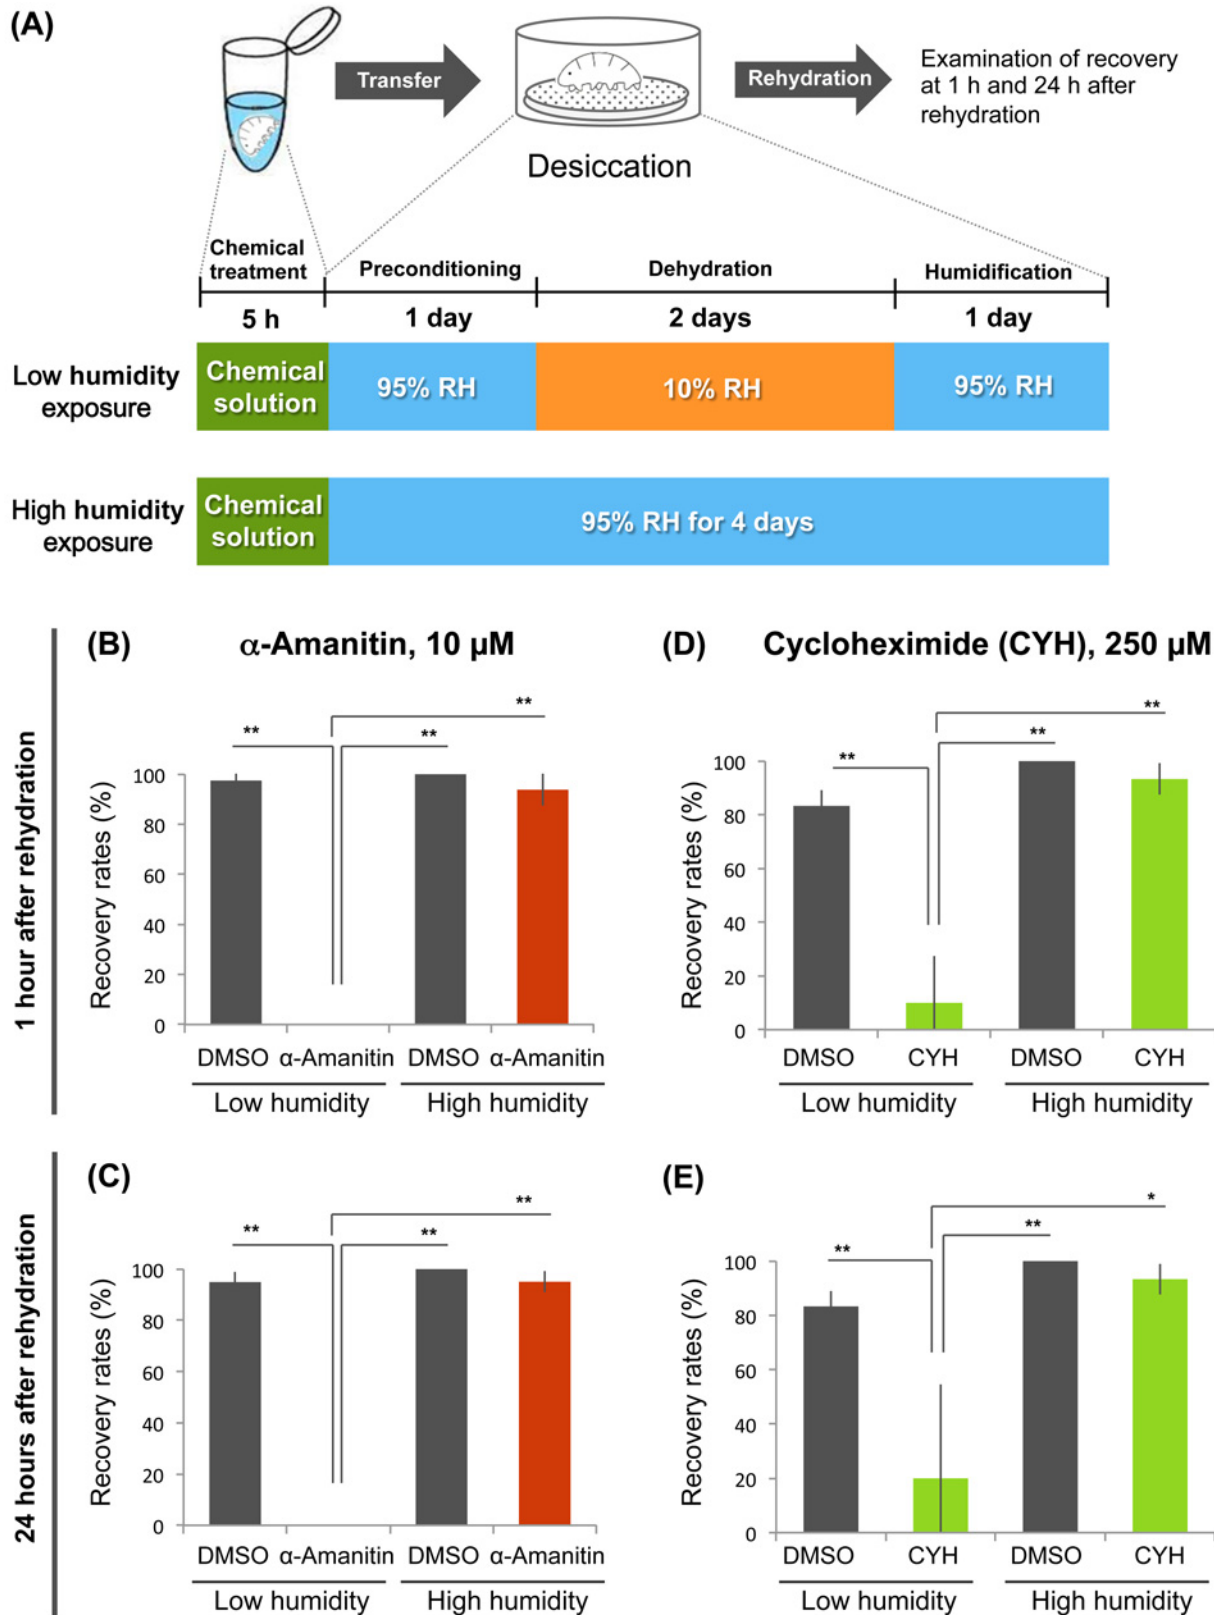 (A)
Transfer
Rehydration
Examination of recovery
at 1 h and 24 h after
rehydration
Desiccation
Chemical
treatment
Preconditioning
Dehydration
Humidification
5 h
1 day
2 days
1 day
Low humidity
exposure
Chemical
solution
95% RH
10% RH
95% RH
High humidity
exposure
Chemical
solution
95% RH for 4 days
1 hour after rehydration
(B)
α-Amanitin, 10 µM
Recovery rates (%)
100
80
60
40
20
0
**
**
**
DMSO
α-Amanitin
DMSO
α-Amanitin
Low humidity
High humidity
(D)
Cycloheximide (CYH), 250 µM
Recovery rates (%)
100
80
60
40
20
0
**
**
**
DMSO
CYH
DMSO
CYH
Low humidity
High humidity
24 hours after rehydration
(C)
Recovery rates (%)
100
80
60
40
20
0
**
**
**
DMSO
α-Amanitin
DMSO
α-Amanitin
Low humidity
High humidity
(E)
Recovery rates (%)
100
80
60
40
20
0
**
**
*
DMSO
CYH
DMSO
CYH
Low humidity
High humidity